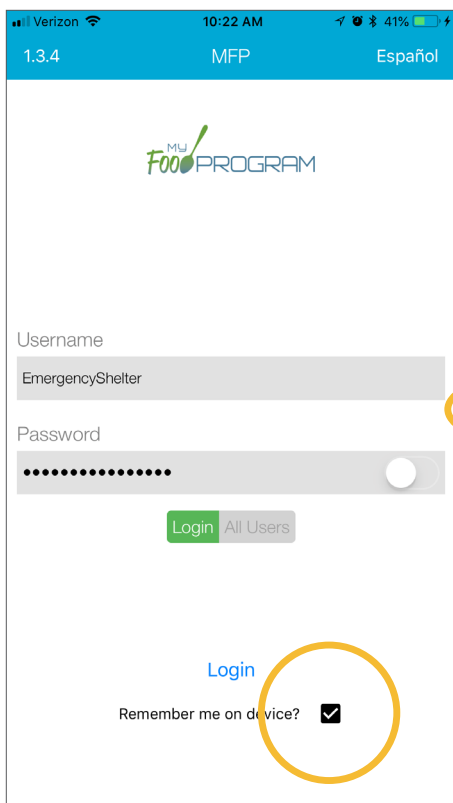 Verizon 10:22 AM 41%
1.3.4 MFP Español
MY
FOOD PROGRAM
Username
EmergencyShelter
Password
••••••••••••••••
Login All Users
Login
Remember me on device?